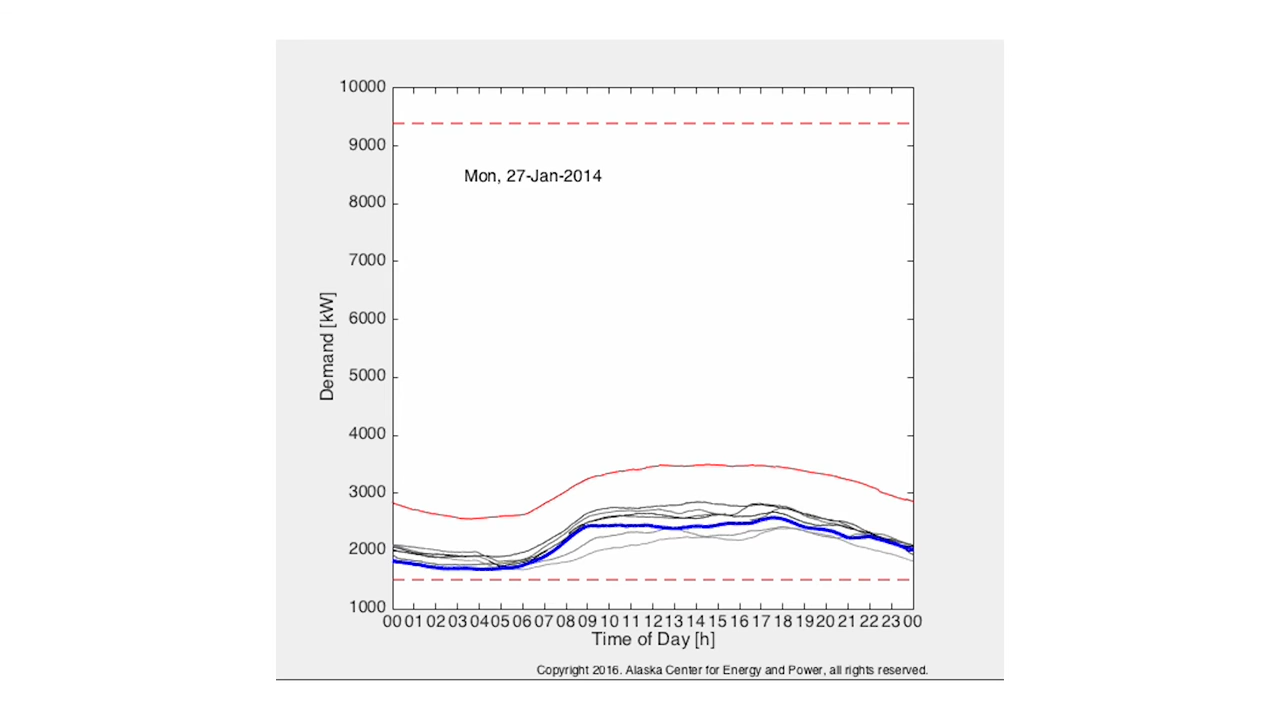 10000
9000
Mon, 27-Jan-2014
8000
7000
6000
Demand [kW]
5000
4000
3000
2000
1000
00 01 02 03 04 05 06 07 08 09 10 11 12 13 14 15 16 17 18 19 20 21 22 23 00
Time of Day [h]
Copyright 2016. Alaska Center for Energy and Power, all rights reserved.